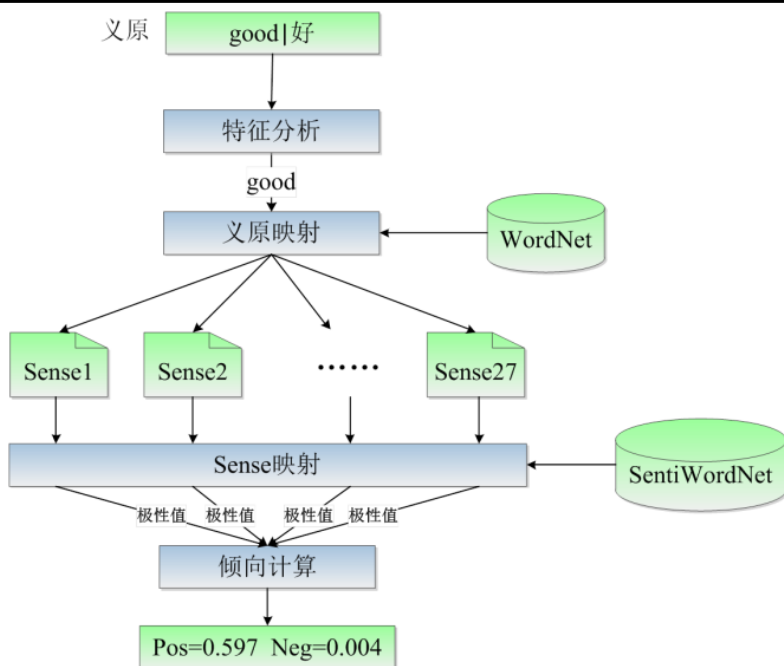 义原
good|好
特征分析
good
义原映射
WordNet
Sense1
Sense2
……
Sense27
Sense映射
SentiWordNet
极性值
极性值
极性值
极性值
倾向计算
Pos=0.597 Neg=0.004